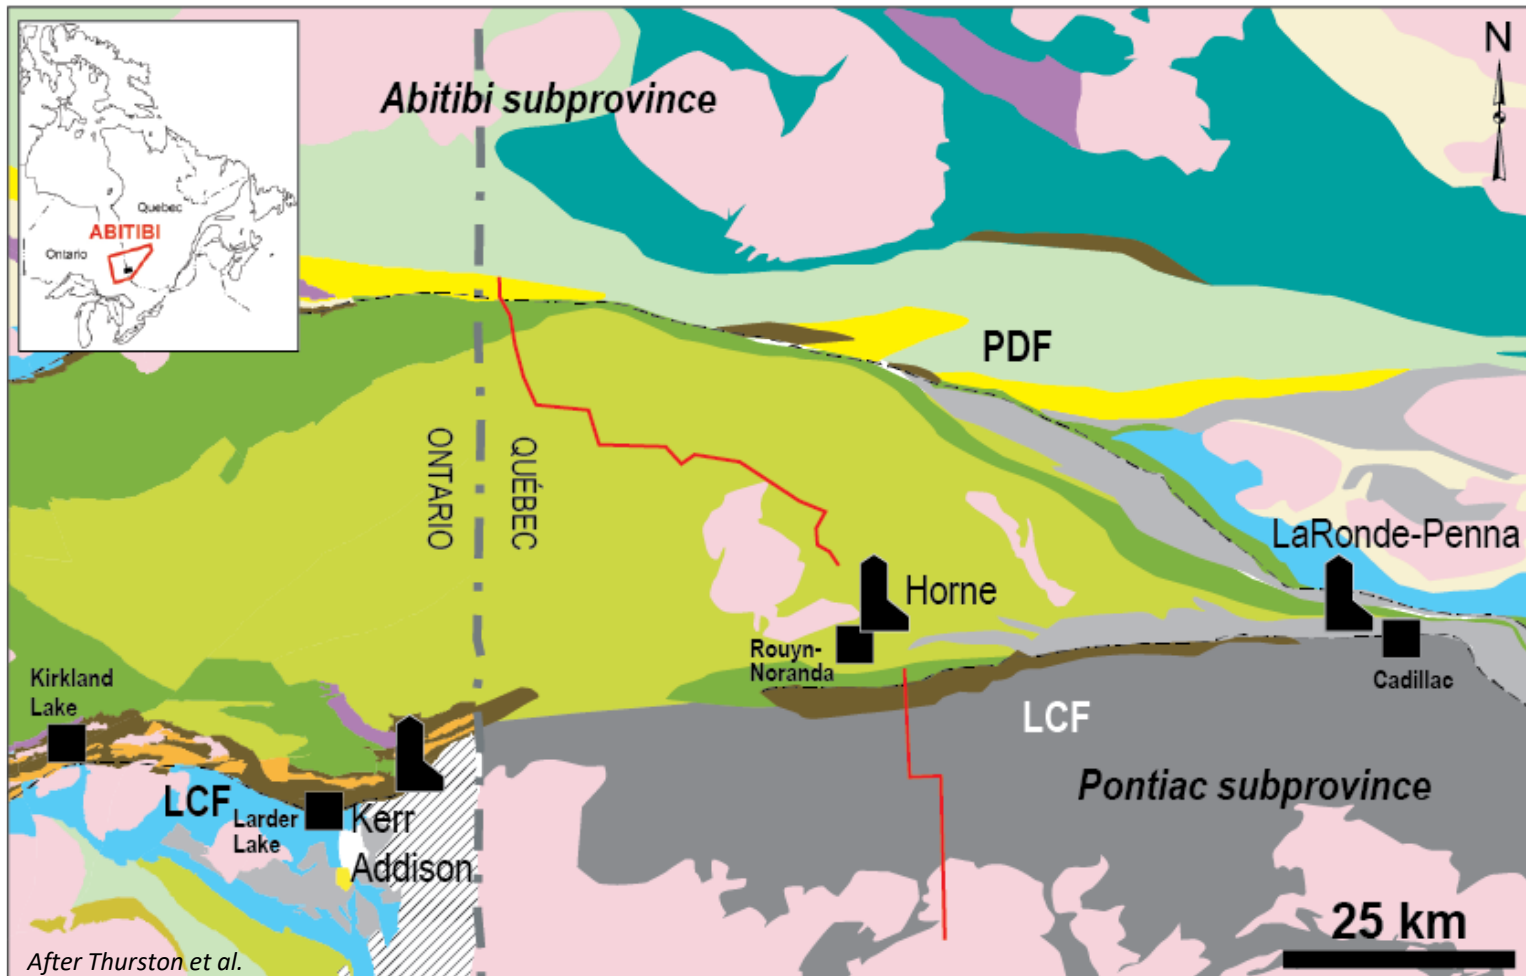 Abitibi subprovince
N
Quebec
ABITIBI
Ontario
PDF
ONTARIO
QUÉBEC
LaRonde-Penna
Horne
Rouyn-
Noranda
Cadillac
Kirkland
Lake
LCF
Pontiac subprovince
LCF
Larder
Lake
Kerr
Addison
25 km
After Thurston et al.